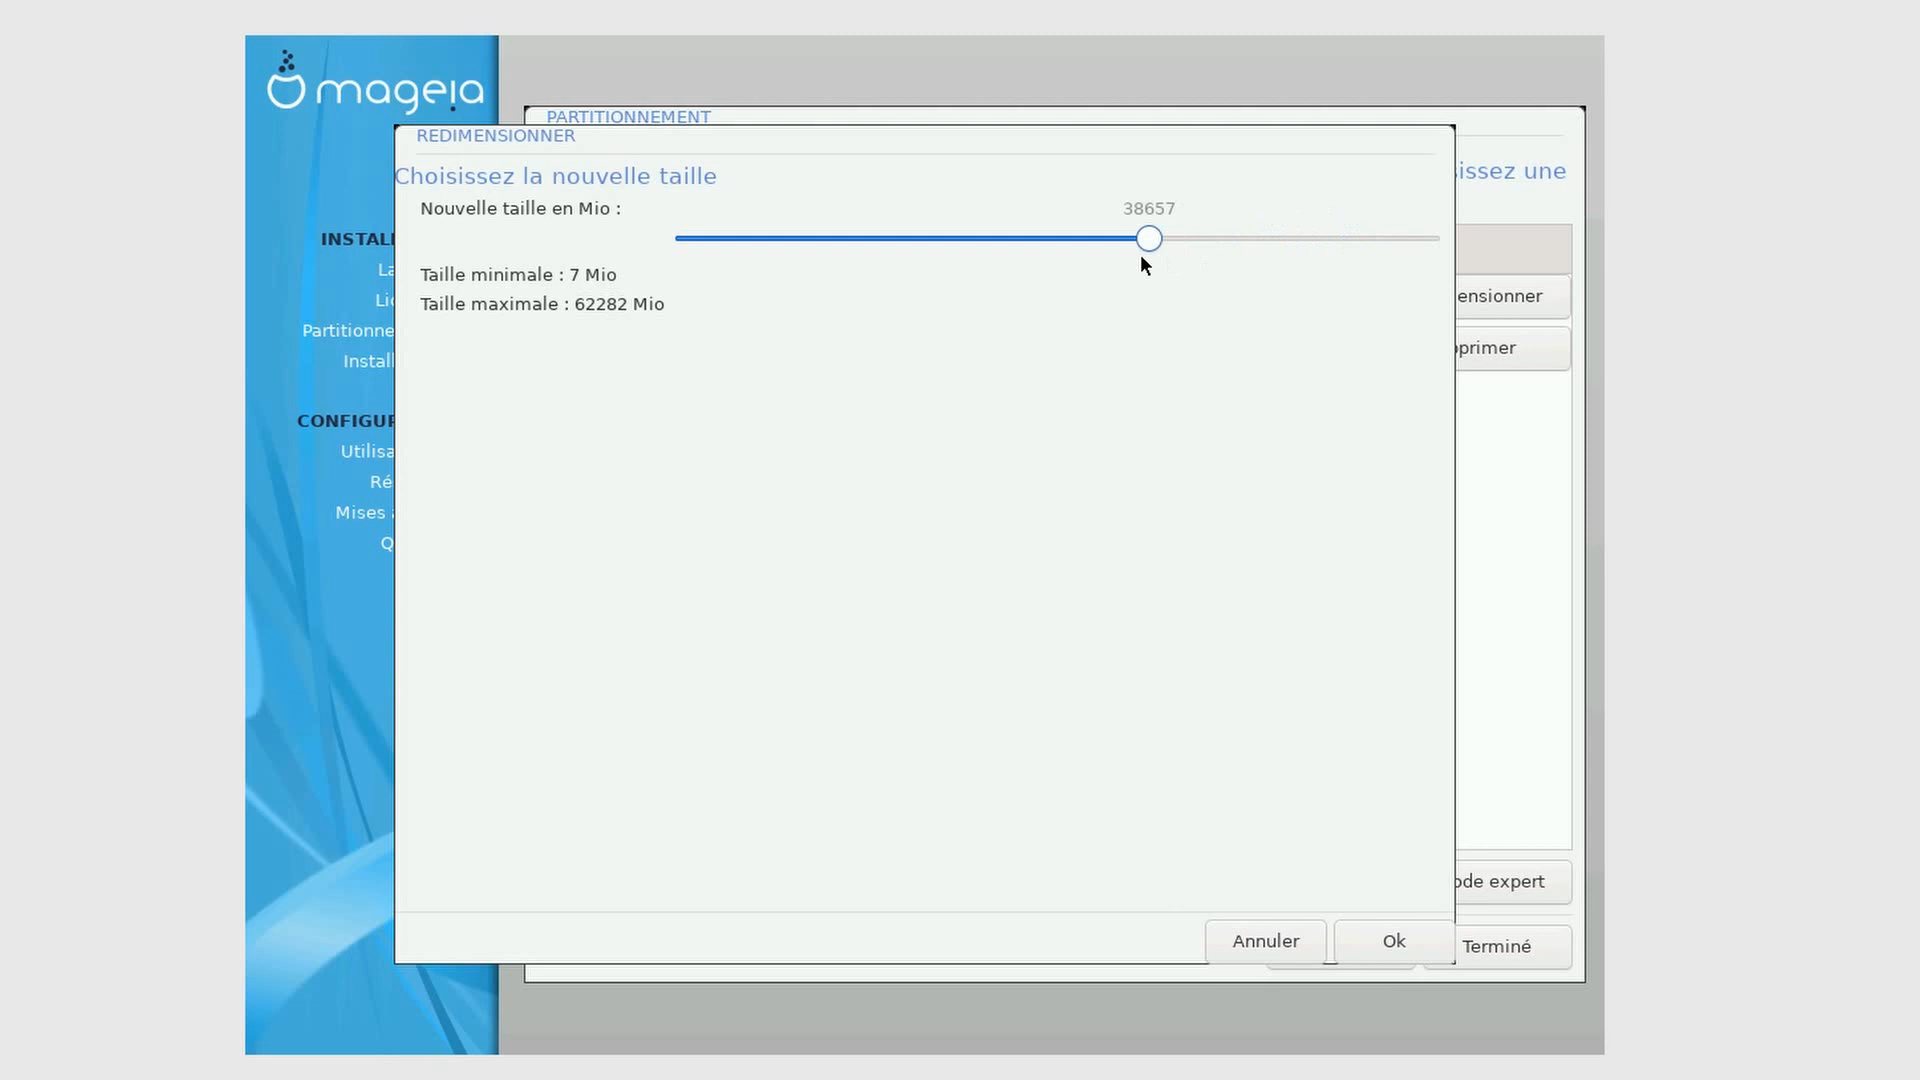 mageia
PARTITIONNEMENT
REDIMENSIONNER
Choisissez la nouvelle taille
issez une
Nouvelle taille en Mio :
38657
INSTALL
La
Taille minimale : 7 Mio
Lic
ensionner
Taille maximale : 62282 Mio
Partitionne
primer
Install
CONFIGUR
Utilisa
Ré
Mises
Q
ode expert
Annuler
Ok
Terminé